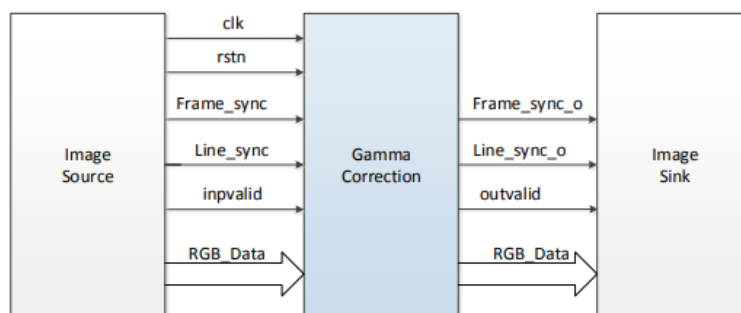 clk
rstn
Frame_sync
Frame_sync_o
Image
Source
Line_sync
Gamma
Correction
Line_sync_o
Image
Sink
inpvalid
outvalid
RGB_Data
RGB_Data